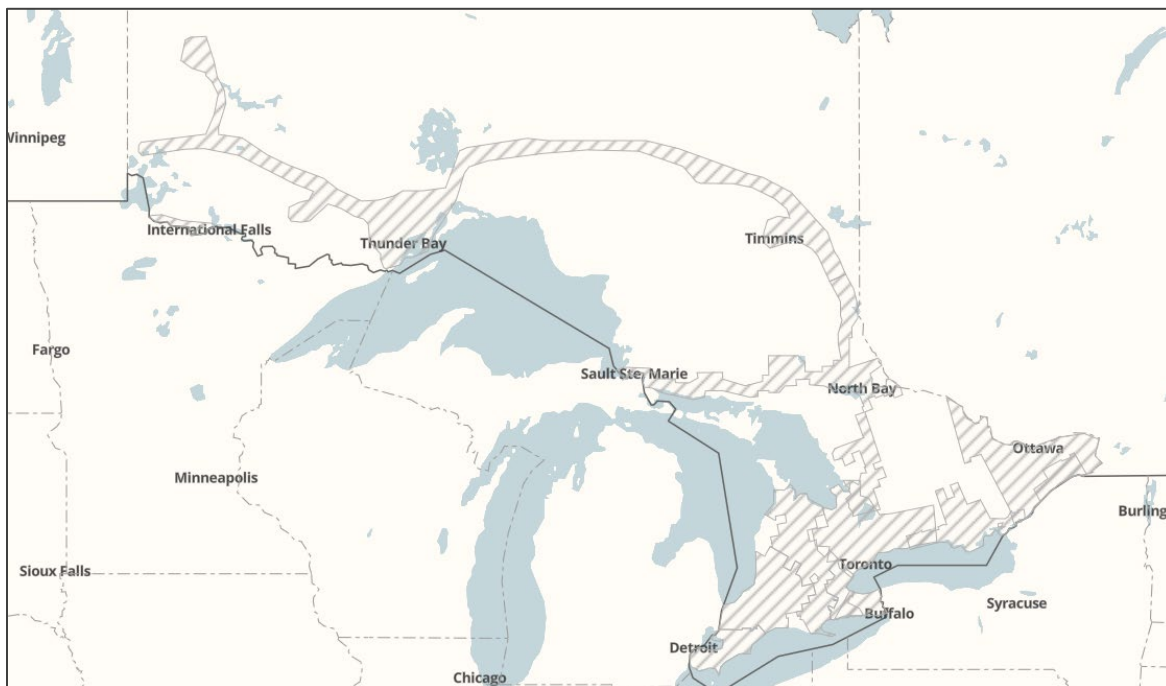 Winnipeg
International Falls
Thunder Bay
Timmins
Fargo
Sault Ste. Marie
North Bay
Ottawa
Minneapolis
Burling
Toronto
Sioux Falls
Syracuse
Buffalo
Detroit
Chicago